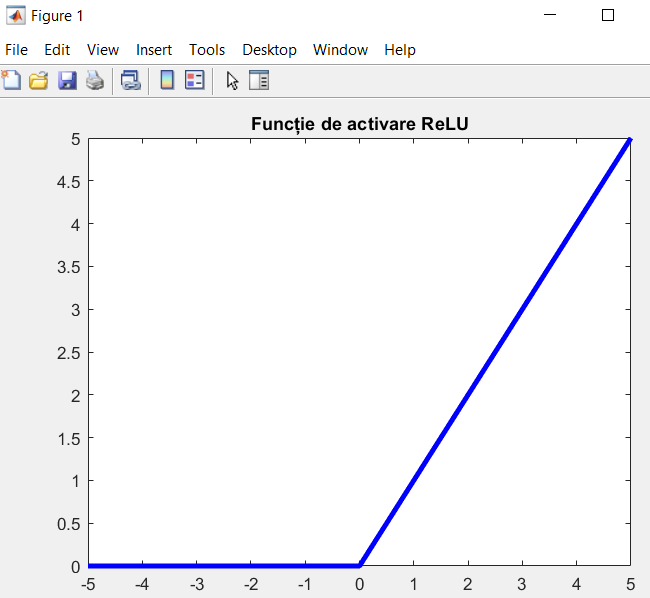 Figure 1
File Edit View Insert Tools Desktop Window Help
Funcție de activare ReLU
5
4.5
4
3.5
3
2.5
2
1.5
1
0.5
0
-5 -4 -3 -2 -1 0 1 2 3 4 5